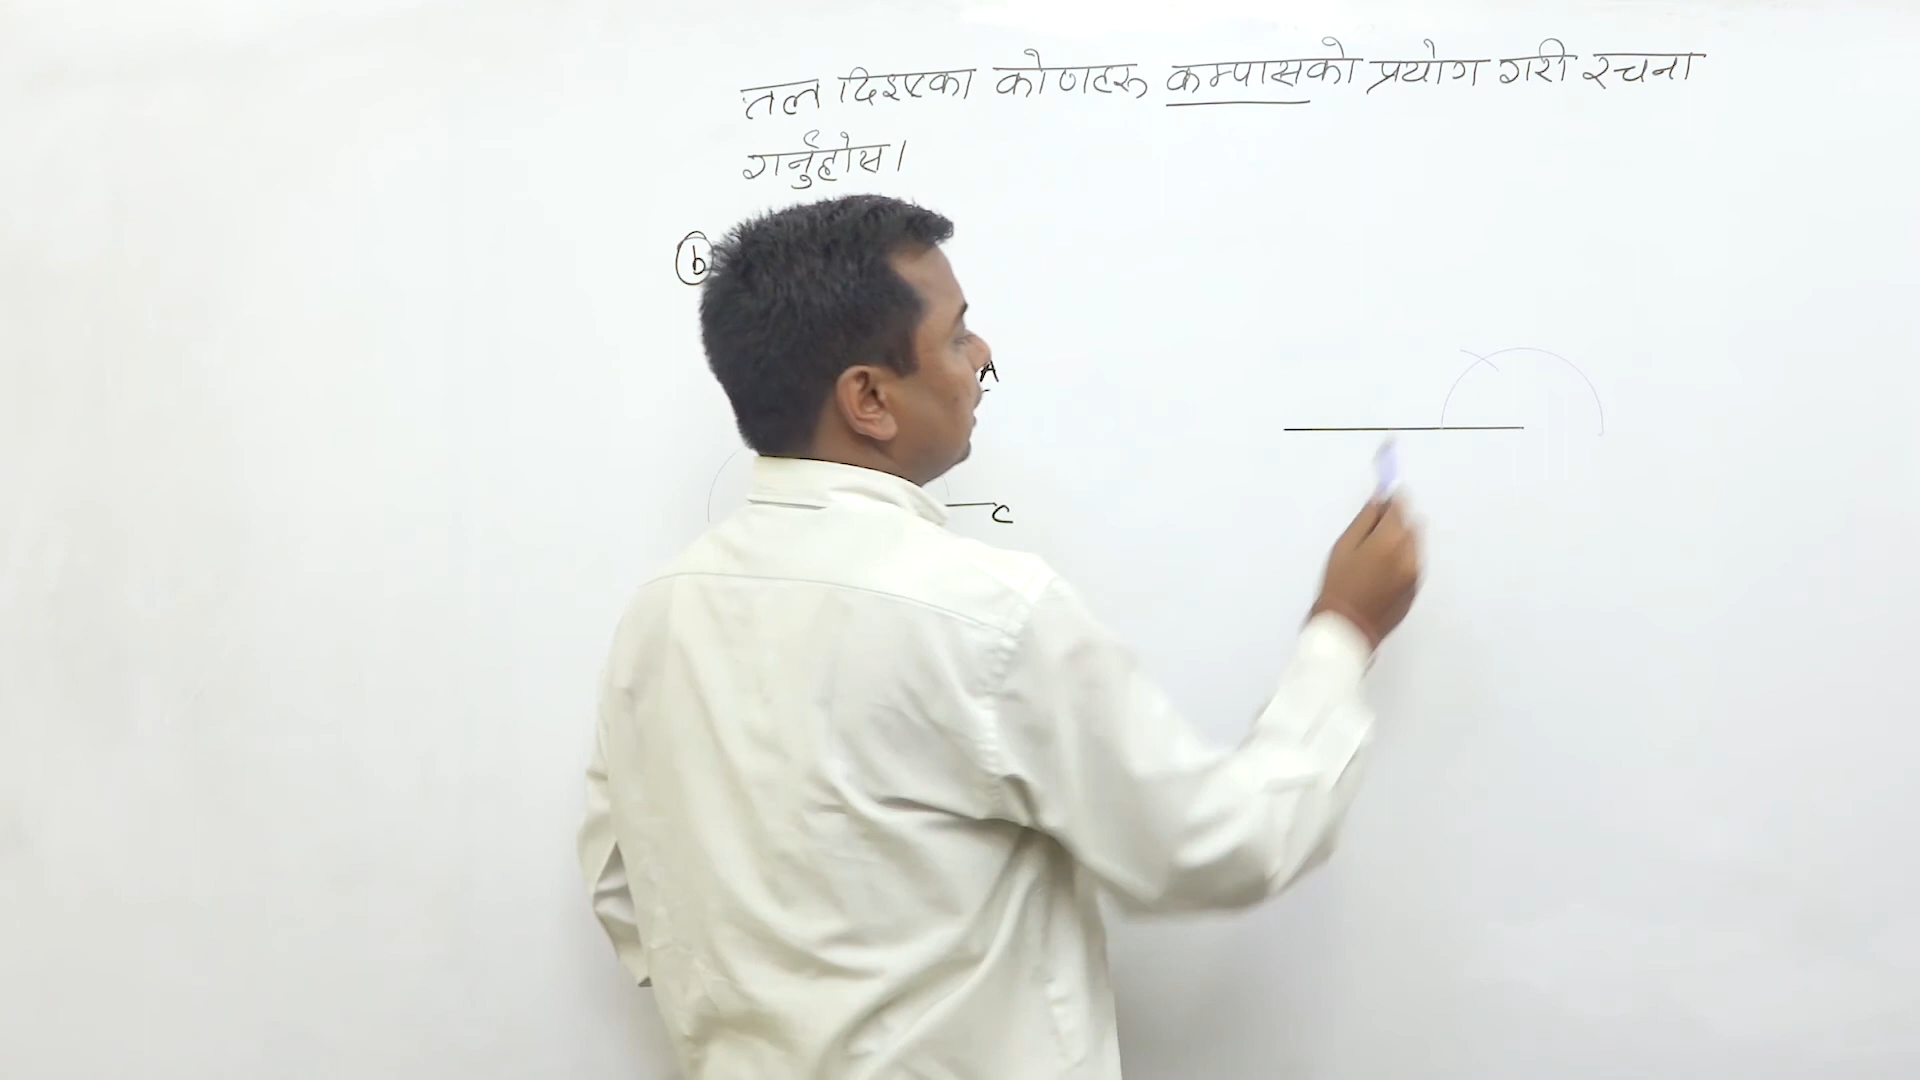 तल दिइएका कोणहरू कम्पासको प्रयोग गरी रचना
गर्नुहोस।
b
A
C